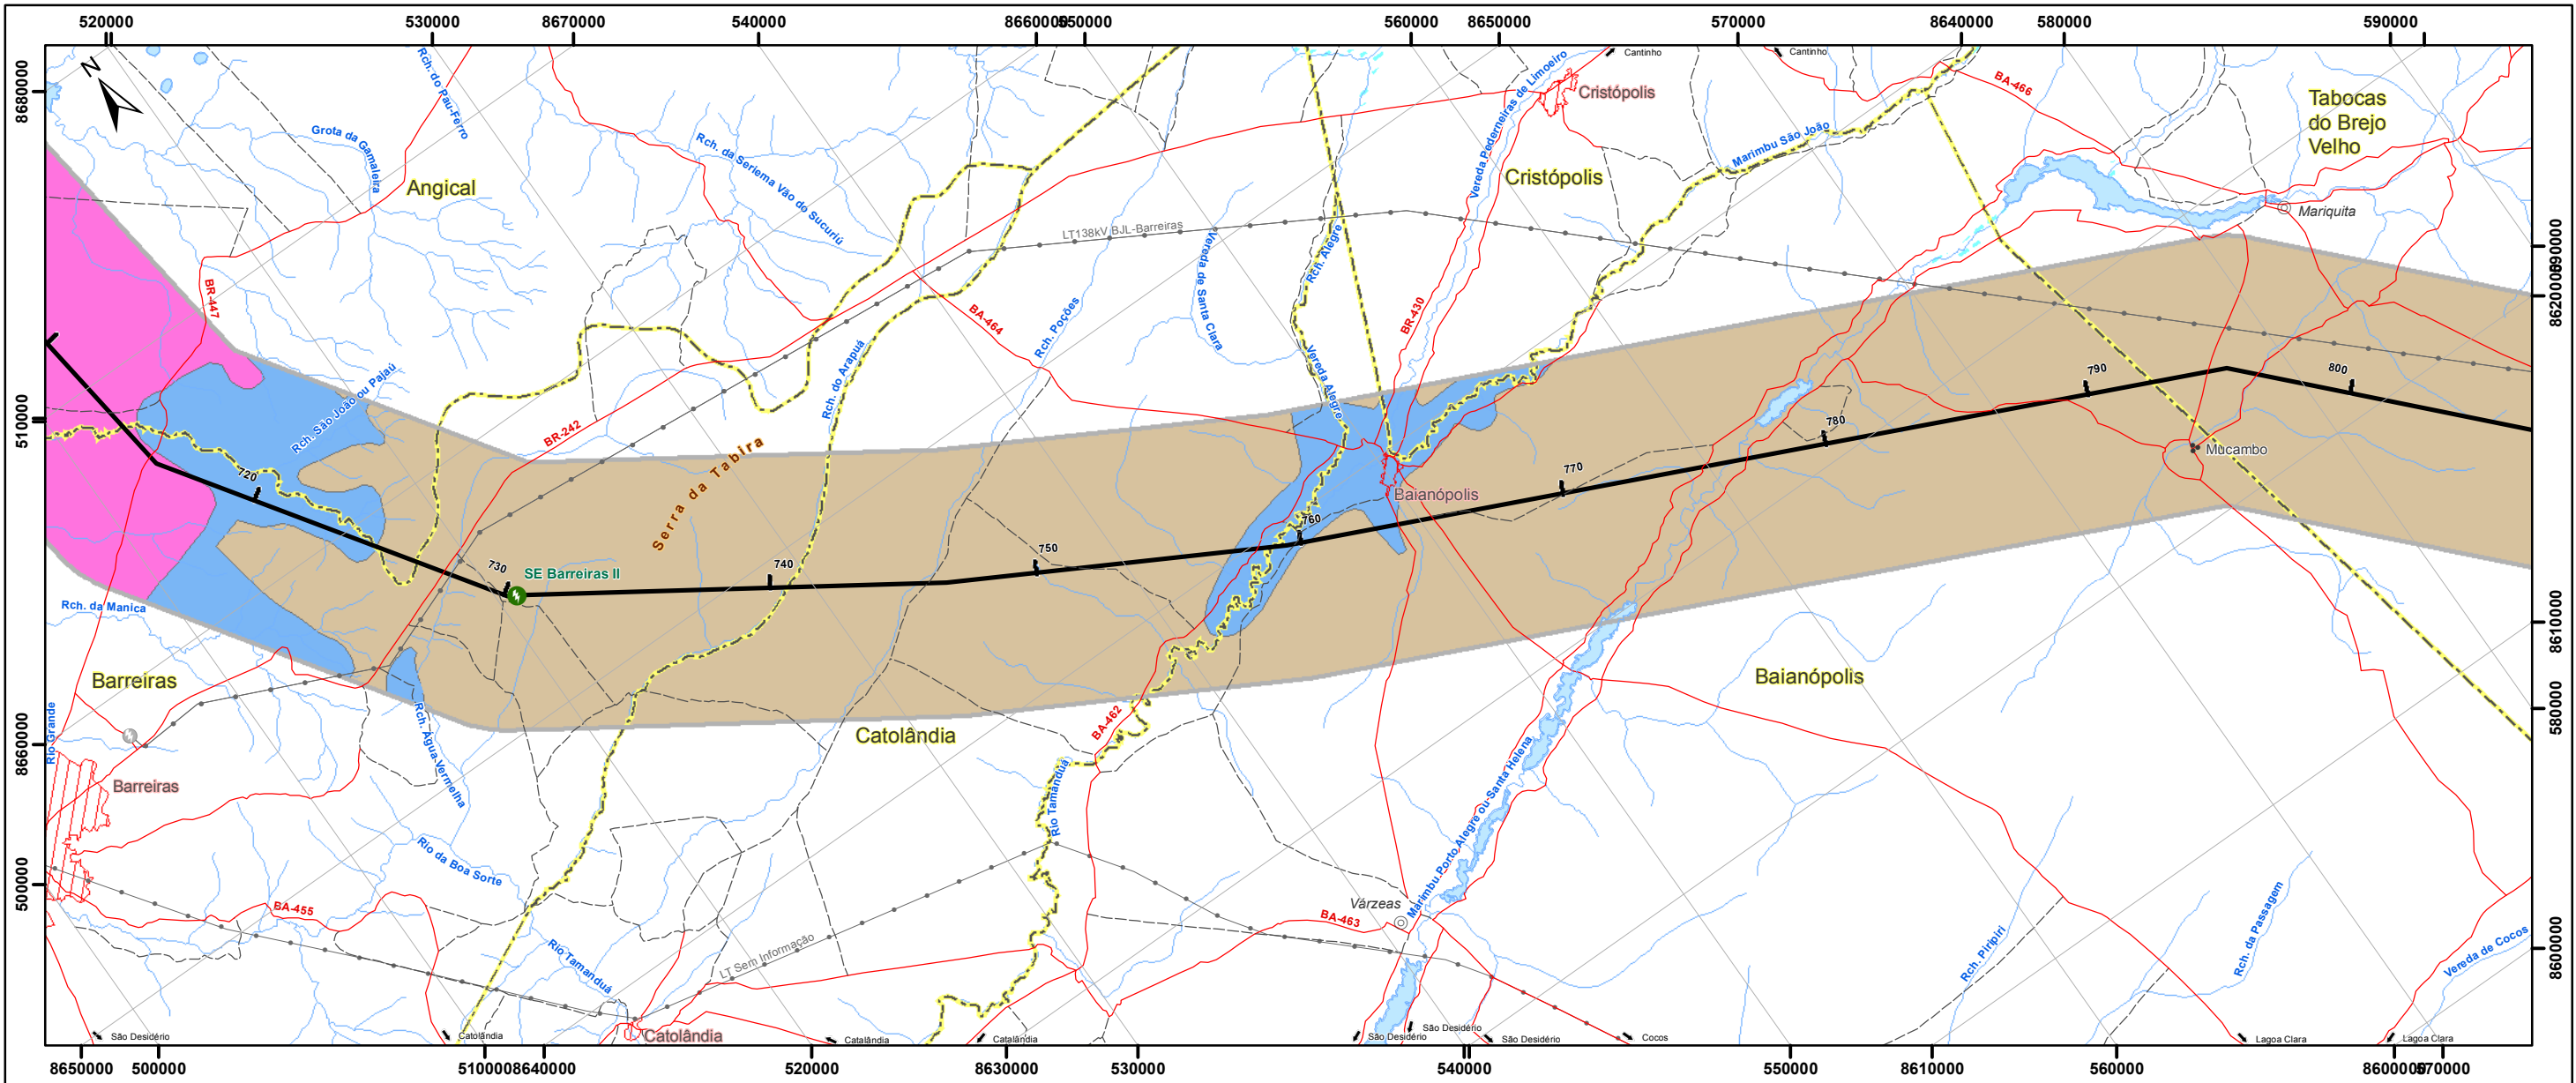 520000
530000
8670000
540000
8660000
550000
560000
8650000
570000
8640000
580000
590000
8680000
510000
8660000
500000
N
Rch. do Pau-Ferro
Grota da Gamaleira
Angical
Rch. da Seriema Vão do Sucuriú
Cantinho
Cantinho
Cristópolis
Vereda Pederneiras de Limoeiro
Cristópolis
Marimbu São João
BA-466
Tabocas
do Brejo
Velho
Mariquita
BR-447
LT138kV BJL-Barreiras
Vereda de Santa Clara
Rch. Alegre
BR-430
BA-464
Rch. Poções
Rch. do Arapuá
Vereda Alegre
Rch. São João ou Pajaú
BR-242
Serra da Tabira
720
730
740
750
760
770
780
790
800
SE Barreiras II
Baianópolis
Mucambo
Rch. da Manica
Barreiras
Rio Grande
Barreiras
Rch. Água Vermelha
Catolândia
BA-462
Baianópolis
Rio Tamanduá
Marimbu Porto Alegre ou Santa Helena
Rio da Boa Sorte
BA-455
Rio Tamanduá
LT Sem Informação
Várzeas
BA-463
Rch. Piripiri
Rch. da Passagem
Vereda de Cocos
São Desidério
Catolândia
Catolândia
Catalândia
Catalândia
São Desidério
São Desidério
São Desidério
Cocos
Lagoa Clara
Lagoa Clara
8620000
8610000
580000
8600000
8650000
500000
510000
8640000
520000
8630000
530000
540000
550000
8610000
560000
8600000
570000